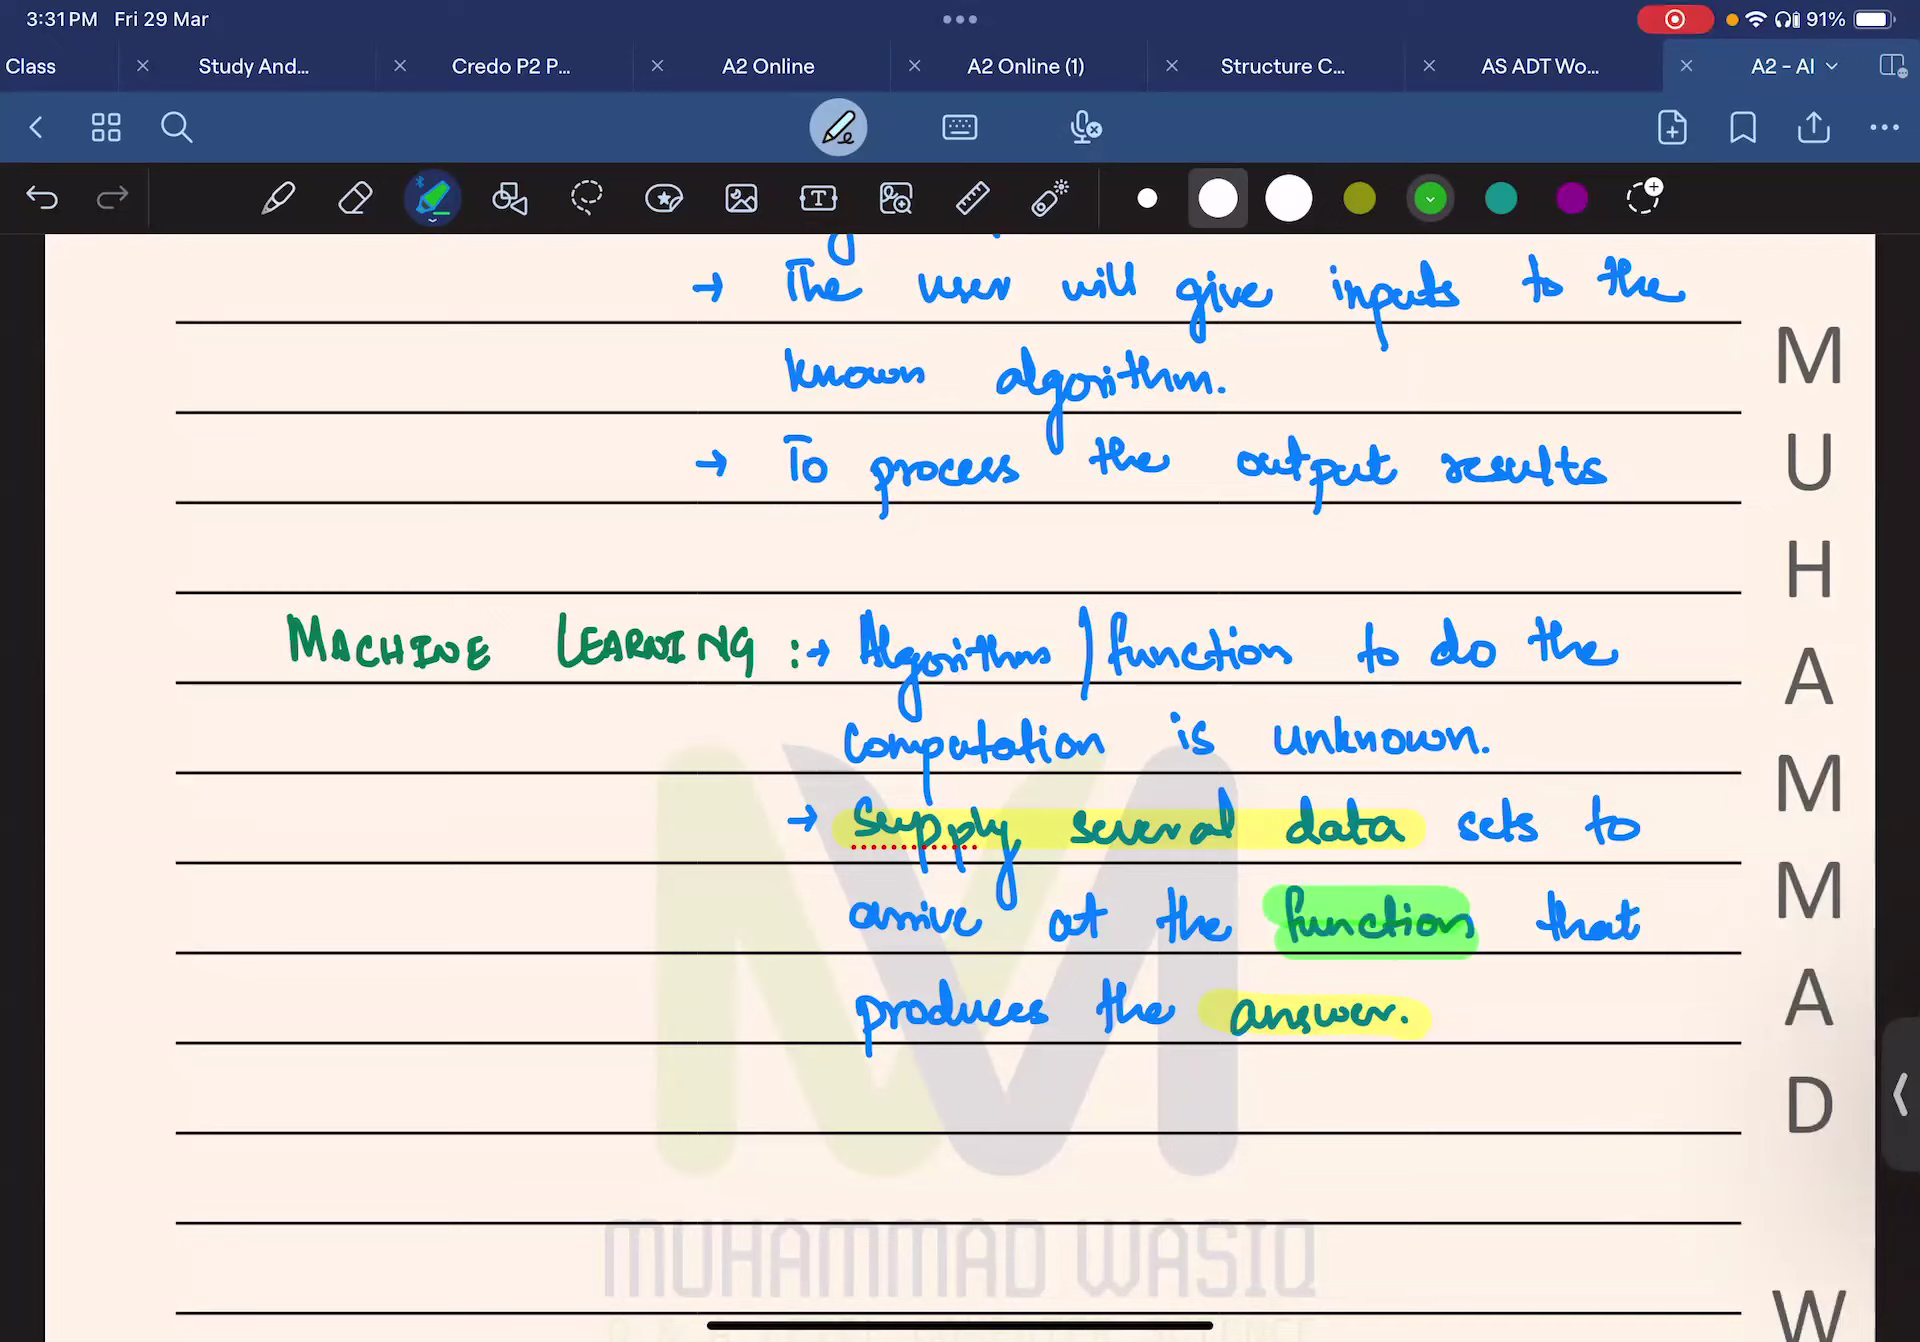 3:31 PM Fri 29 Mar 91%
Class Study And... Credo P2 P... A2 Online A2 Online (1) Structure C... AS ADT Wo... A2 - AI
→ The user will give inputs to the
known algorithm.
→ To process the output results
MACHINE LEARNING :→ Algorithms / function to do the
computation is unknown.
→ Supply several data sets to
arrive at the function that
produces the answer.
MUHAMMAD W
MUHAMMAD WASIQ